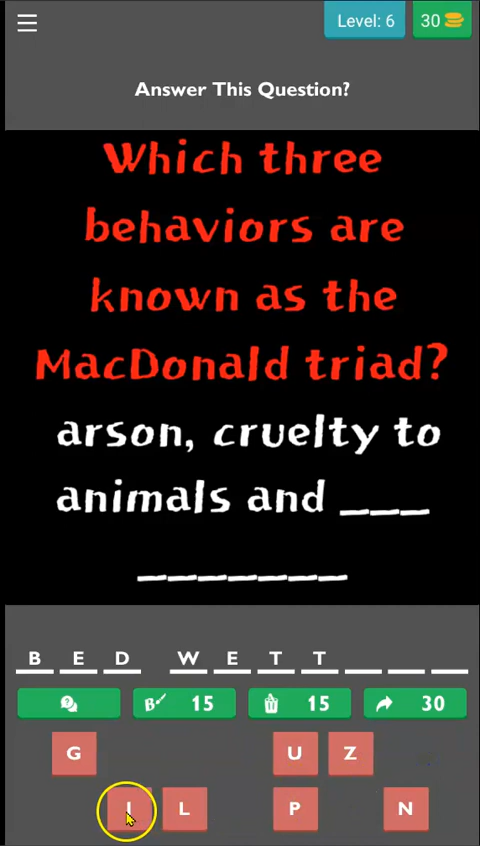 Level: 6 30
Answer This Question?
Which three
behaviors are
known as the
MacDonald triad?
arson, cruelty to
animals and ___
_______
B E D W E T T _ _ _
B 15 15 30
G U Z
I L P N